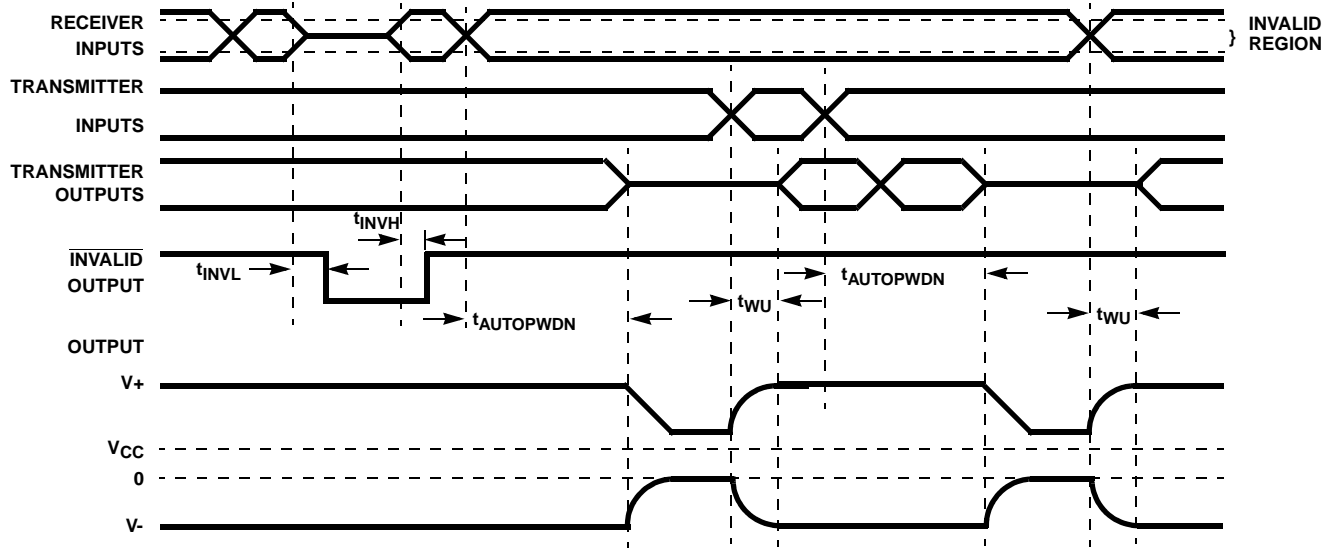 RECEIVER
INPUTS
} INVALID
REGION
TRANSMITTER
INPUTS
TRANSMITTER
OUTPUTS
tINVH
INVALID
OUTPUT
tINVL
tAUTOPWDN
tWU
tAUTOPWDN
tWU
OUTPUT
V+
VCC
0
V-